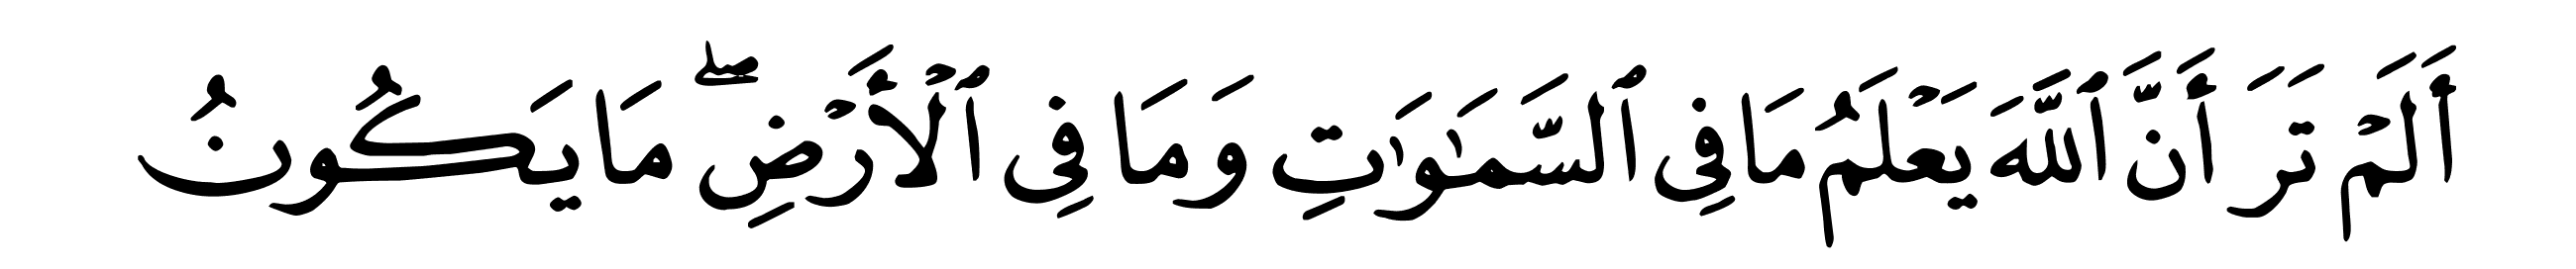 أَلَمۡ تَرَ أَنَّ ٱللَّهَ يَعۡلَمُ مَا فِي ٱلسَّمَٰوَٰتِ وَمَا فِي ٱلۡأَرۡضِۖ مَا يَكُونُ